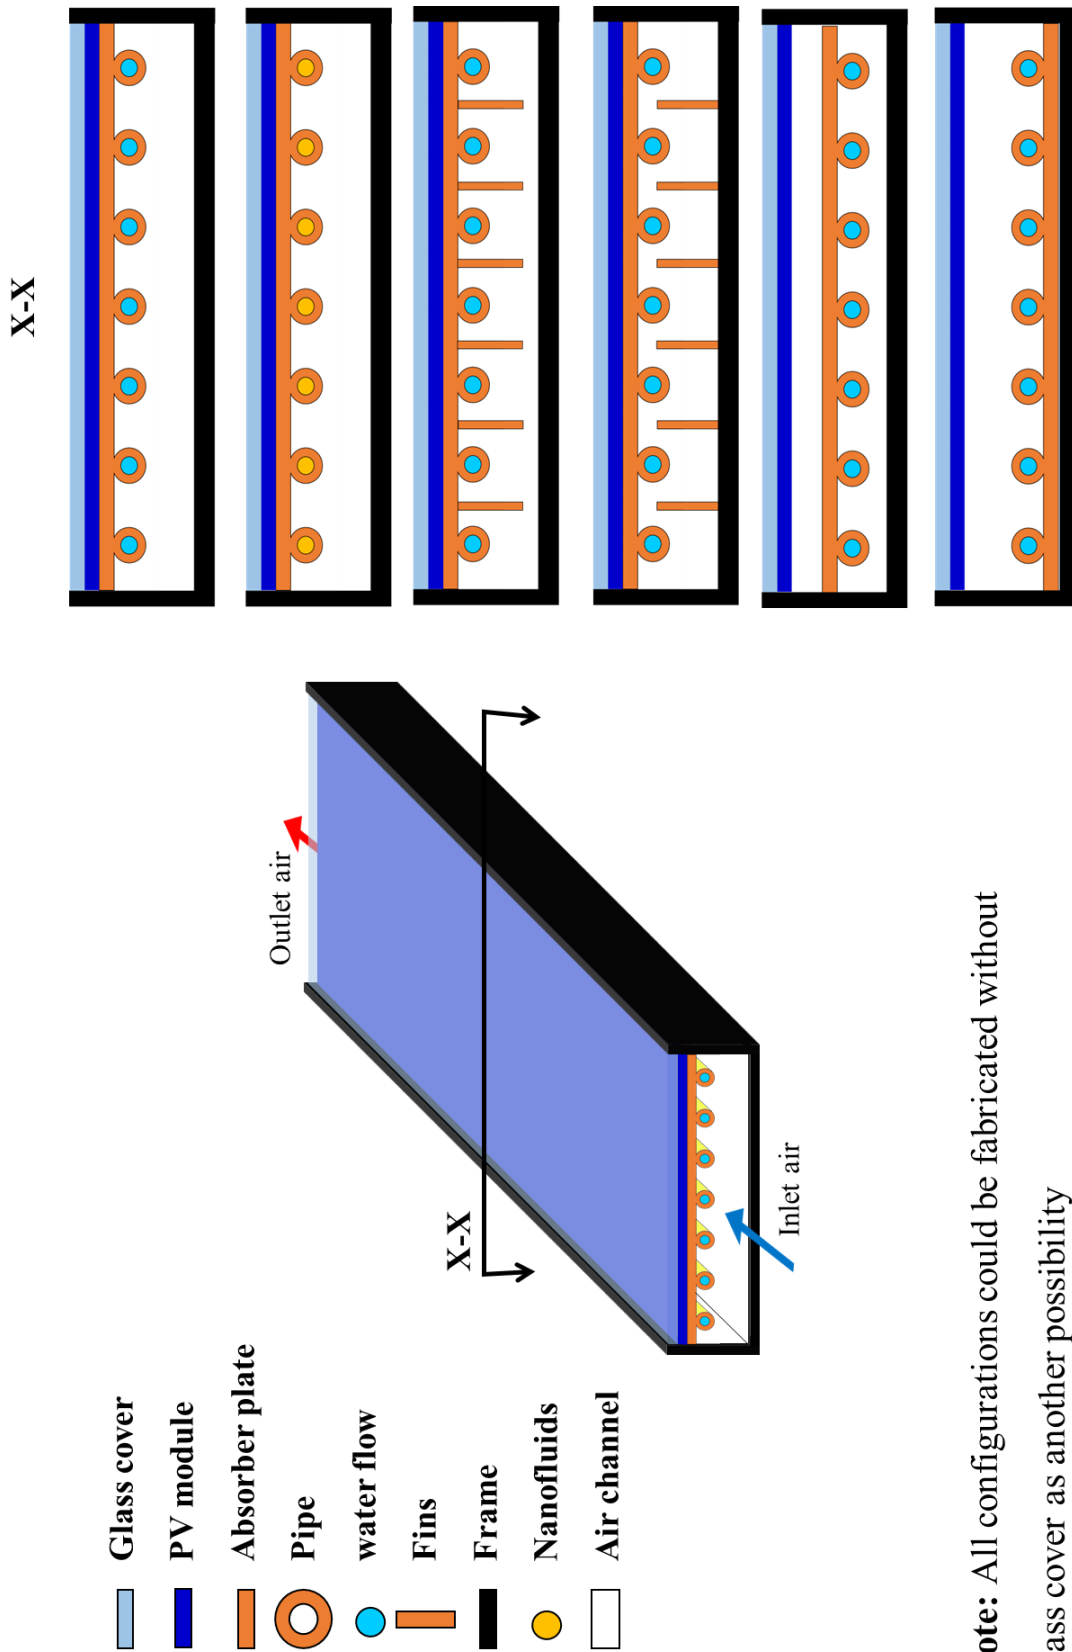 X-X
Outlet air
X-X
Inlet air
Glass cover
PV module
Absorber plate
Pipe
water flow
Fins
Frame
Nanofluids
Air channel
ote: All configurations could be fabricated without
ass cover as another possibility